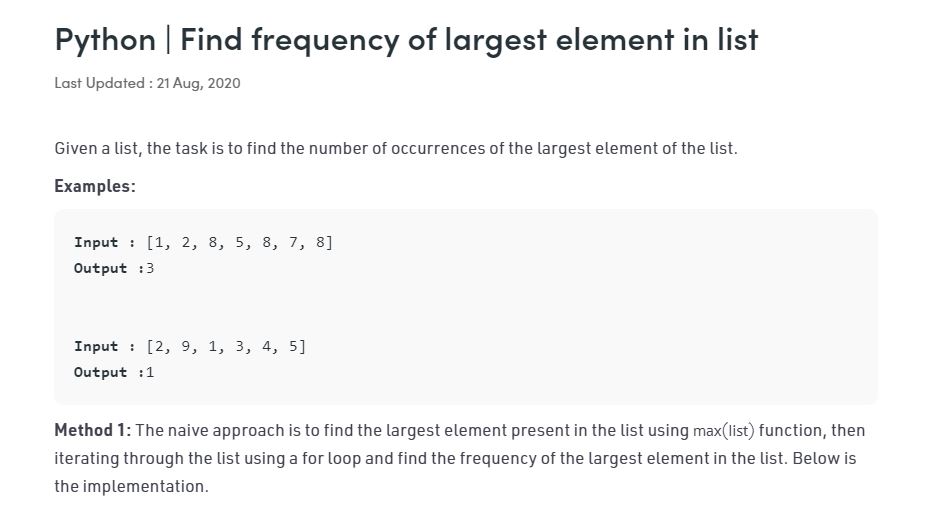 Python | Find frequency of largest element in list
Last Updated : 21 Aug, 2020
Given a list, the task is to find the number of occurrences of the largest element of the list.
Examples:
Input : [1, 2, 8, 5, 8, 7, 8]
Output :3
Input : [2, 9, 1, 3, 4, 5]
Output :1
Method 1: The naive approach is to find the largest element present in the list using max(list) function, then
iterating through the list using a for loop and find the frequency of the largest element in the list. Below is
the implementation.